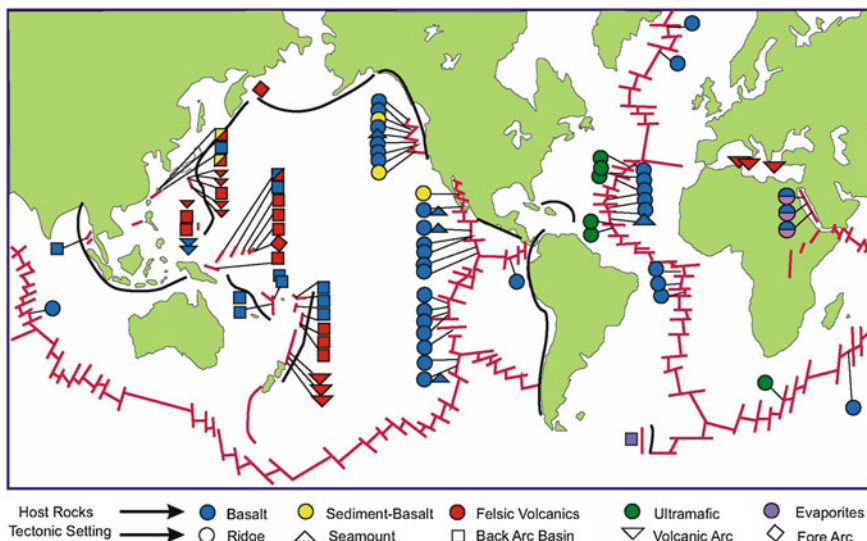 Host Rocks Basalt Sediment-Basalt Felsic Volcanics Ultramafic Evaporites
Tectonic Setting Ridge Seamount Back Arc Basin Volcanic Arc Fore Arc